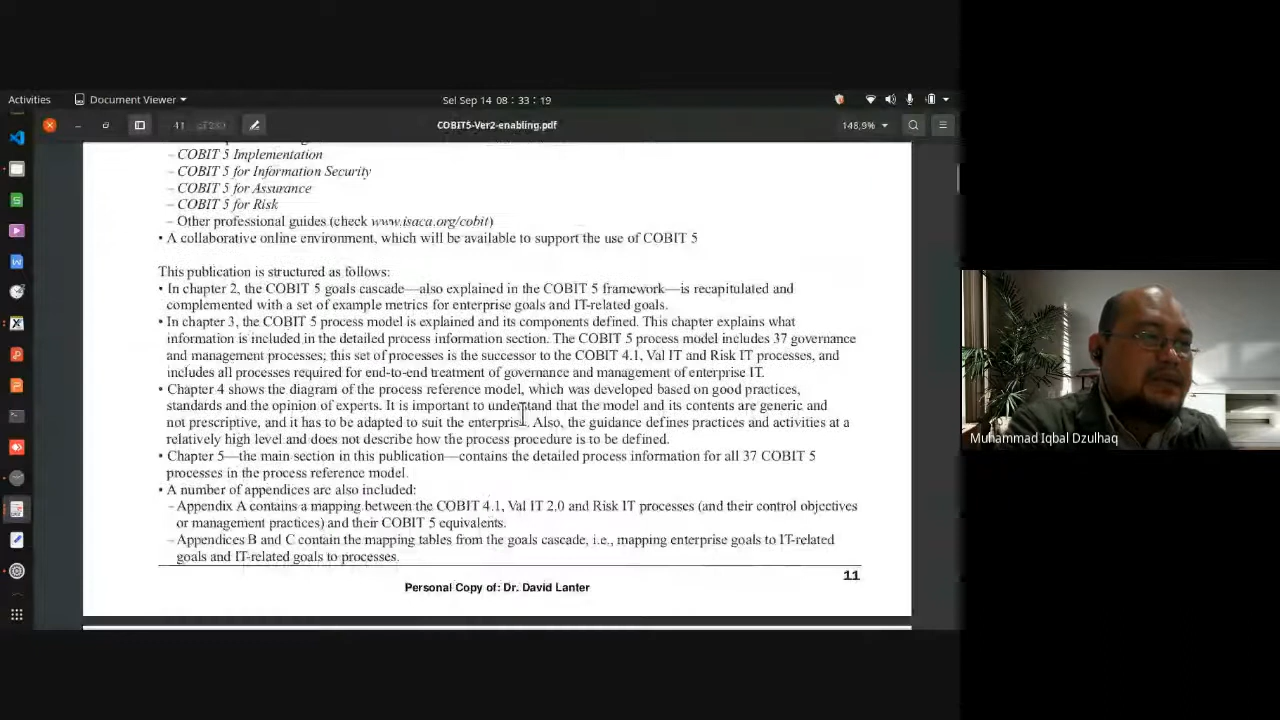 Activities
Document Viewer
Sel Sep 14 08:33:19
11
COBIT5-Ver2-enabling.pdf
148,9%
– COBIT 5 Implementation
– COBIT 5 for Information Security
– COBIT 5 for Assurance
– COBIT 5 for Risk
– Other professional guides (check www.isaca.org/cobit)
• A collaborative online environment, which will be available to support the use of COBIT 5
This publication is structured as follows:
• In chapter 2, the COBIT 5 goals cascade—also explained in the COBIT 5 framework—is recapitulated and
complemented with a set of example metrics for enterprise goals and IT-related goals.
• In chapter 3, the COBIT 5 process model is explained and its components defined. This chapter explains what
information is included in the detailed process information section. The COBIT 5 process model includes 37 governance
and management processes; this set of processes is the successor to the COBIT 4.1, Val IT and Risk IT processes, and
includes all processes required for end-to-end treatment of governance and management of enterprise IT.
• Chapter 4 shows the diagram of the process reference model, which was developed based on good practices,
standards and the opinion of experts. It is important to understand that the model and its contents are generic and
not prescriptive, and it has to be adapted to suit the enterprise. Also, the guidance defines practices and activities at a
relatively high level and does not describe how the process procedure is to be defined.
• Chapter 5—the main section in this publication—contains the detailed process information for all 37 COBIT 5
processes in the process reference model.
• A number of appendices are also included:
– Appendix A contains a mapping between the COBIT 4.1, Val IT 2.0 and Risk IT processes (and their control objectives
or management practices) and their COBIT 5 equivalents.
– Appendices B and C contain the mapping tables from the goals cascade, i.e., mapping enterprise goals to IT-related
goals and IT-related goals to processes.
11
Personal Copy of: Dr. David Lanter
Muhammad Iqbal Dzulhaq